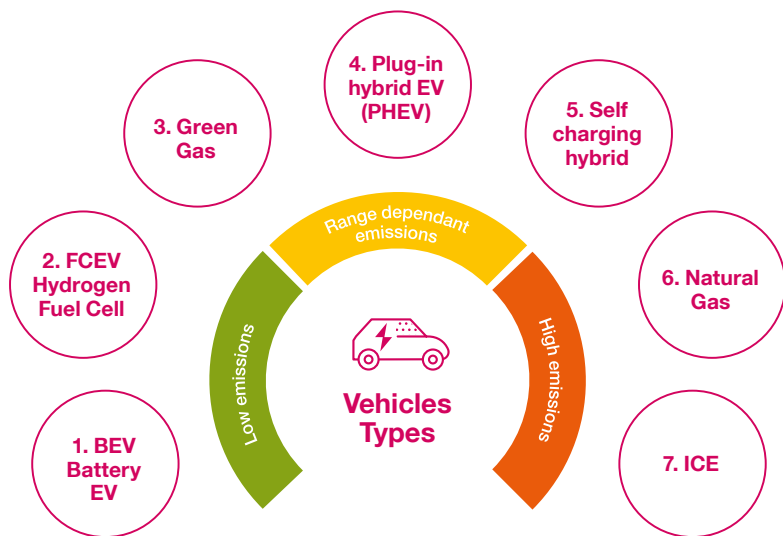 4. Plug-in
hybrid EV
(PHEV)
3. Green
Gas
5. Self
charging
hybrid
2. FCEV
Hydrogen
Fuel Cell
6. Natural
Gas
1. BEV
Battery
EV
7. ICE
Low emissions
Range dependant
emissions
High emissions
Vehicles
Types